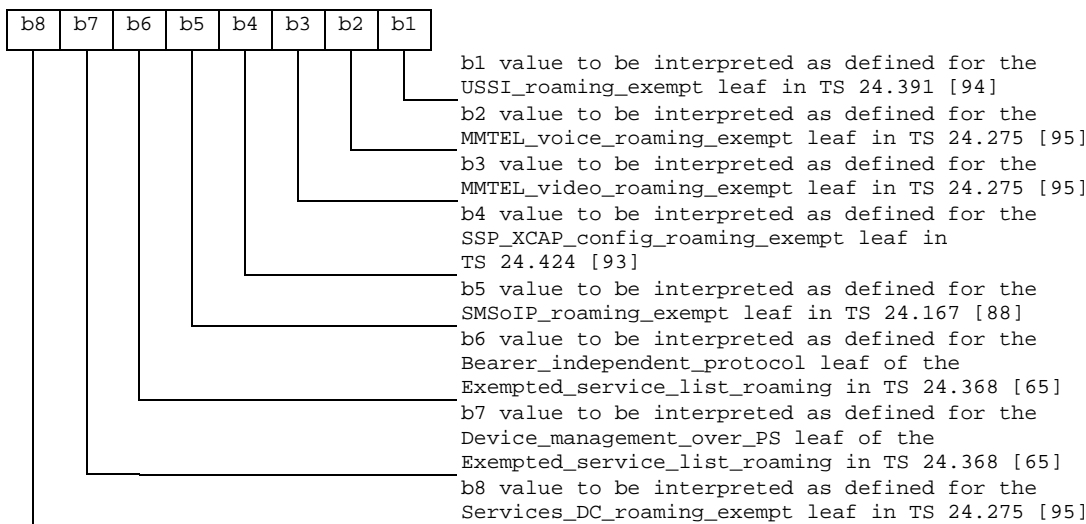 b8 b7 b6 b5 b4 b3 b2 b1
b1 value to be interpreted as defined for the
USSI_roaming_exempt leaf in TS 24.391 [94]
b2 value to be interpreted as defined for the
MMTEL_voice_roaming_exempt leaf in TS 24.275 [95]
b3 value to be interpreted as defined for the
MMTEL_video_roaming_exempt leaf in TS 24.275 [95]
b4 value to be interpreted as defined for the
SSP_XCAP_config_roaming_exempt leaf in
TS 24.424 [93]
b5 value to be interpreted as defined for the
SMSoIP_roaming_exempt leaf in TS 24.167 [88]
b6 value to be interpreted as defined for the
Bearer_independent_protocol leaf of the
Exempted_service_list_roaming in TS 24.368 [65]
b7 value to be interpreted as defined for the
Device_management_over_PS leaf of the
Exempted_service_list_roaming in TS 24.368 [65]
b8 value to be interpreted as defined for the
Services_DC_roaming_exempt leaf in TS 24.275 [95]